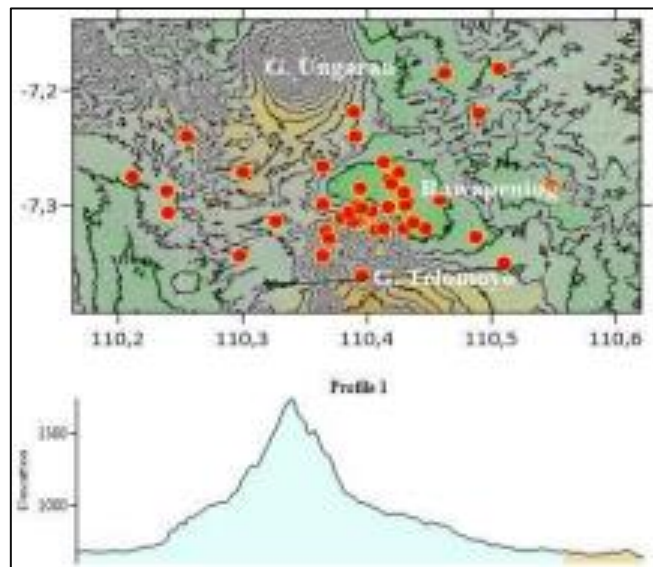 G. Ungaran
-7,2
Rawapening
-7,3
G. Telomoyo
110,2 110,3 110,4 110,5 110,6
Profile 1
1500
1000